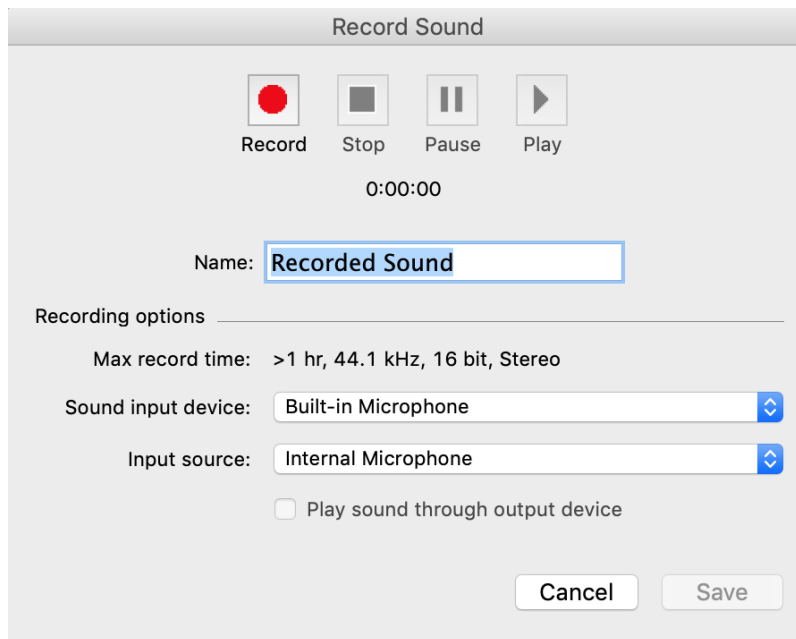 Record Sound
Record Stop Pause Play
0:00:00
Name: Recorded Sound
Recording options
Max record time: >1 hr, 44.1 kHz, 16 bit, Stereo
Sound input device: Built-in Microphone
Input source: Internal Microphone
Play sound through output device
Cancel Save